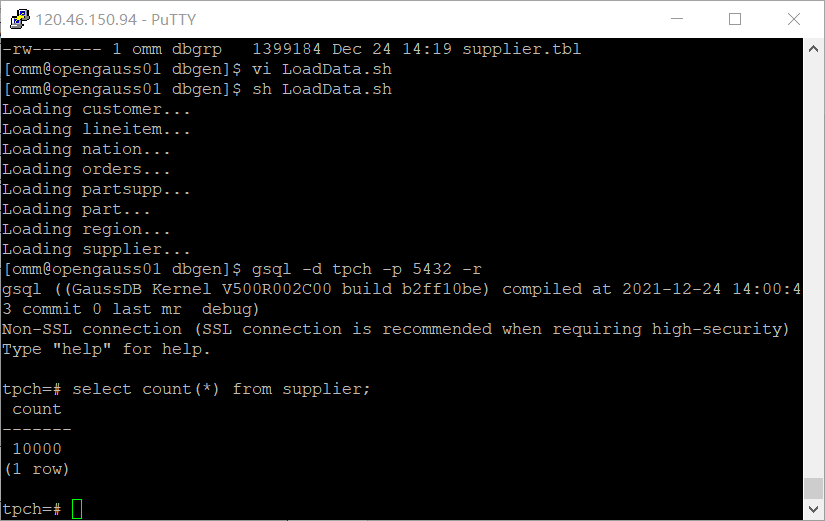 120.46.150.94 - PuTTY
-rw------- 1 omm dbgrp   1399184 Dec 24 14:19 supplier.tbl
[omm@opengauss01 dbgen]$ vi LoadData.sh
[omm@opengauss01 dbgen]$ sh LoadData.sh
Loading customer...
Loading lineitem...
Loading nation...
Loading orders...
Loading partsupp...
Loading part...
Loading region...
Loading supplier...
[omm@opengauss01 dbgen]$ gsql -d tpch -p 5432 -r
gsql ((GaussDB Kernel V500R002C00 build b2ff10be) compiled at 2021-12-24 14:00:4
3 commit 0 last mr  debug)
Non-SSL connection (SSL connection is recommended when requiring high-security)
Type "help" for help.
tpch=# select count(*) from supplier;
 count
-------
 10000
(1 row)
tpch=#